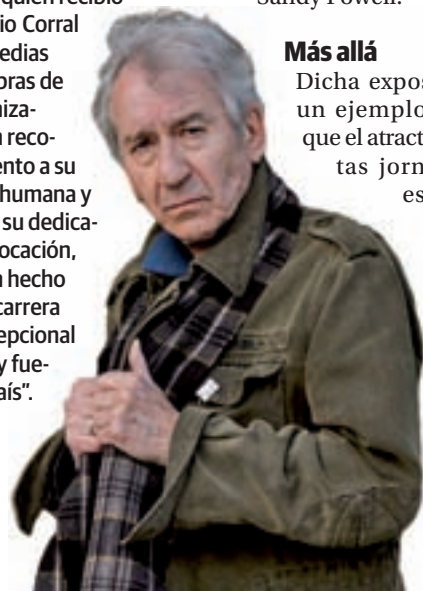 quien recibió
io Corral
edias
bras de
niza-
reco-
ento a su
humana y
su dedica-
ocación,
hecho
carrera
epcional
y fue-
aís”.
Sandy Powell.
Más allá
Dicha expos
un ejemplo
que el atract
tas jorn
es